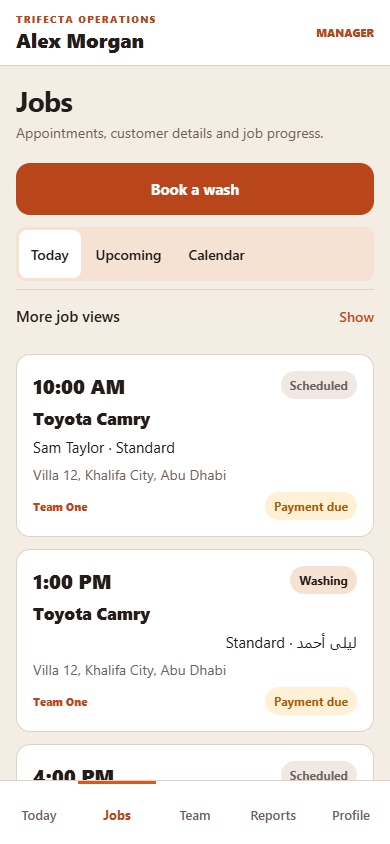 TRIFECTA OPERATIONS
Alex Morgan
MANAGER
Jobs
Appointments, customer details and job progress.
Book a wash
Today
Upcoming
Calendar
More job views
Show
10:00 AM
Scheduled
Toyota Camry
Sam Taylor · Standard
Villa 12, Khalifa City, Abu Dhabi
Team One
Payment due
1:00 PM
Washing
Toyota Camry
ليلى أحمد · Standard
Villa 12, Khalifa City, Abu Dhabi
Team One
Payment due
4:00 PM
Scheduled
Today
Jobs
Team
Reports
Profile